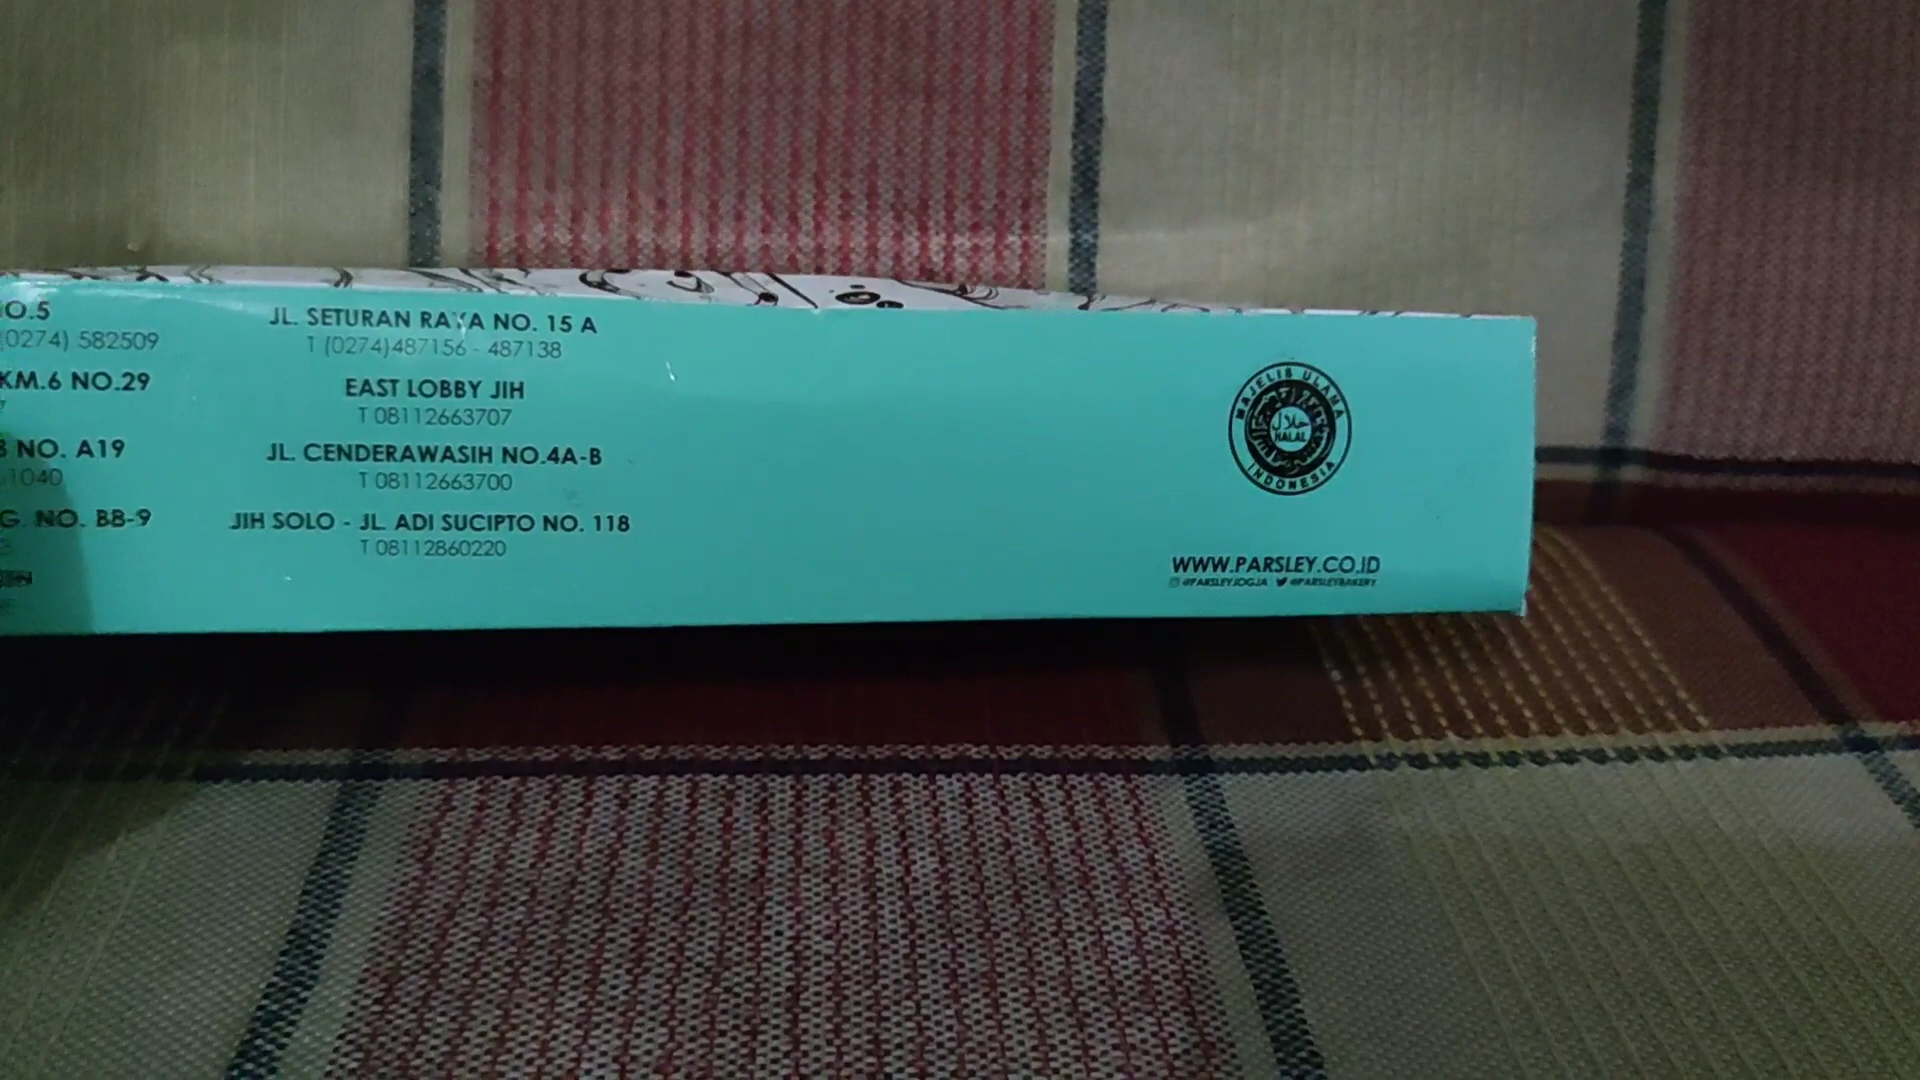 O.5
(0274) 582509
KM.6 NO.29
NO. A19
1040
G. NO. BB-9
JL. SETURAN RAYA NO. 15 A
T (0274)487156 - 487138
EAST LOBBY JIH
T 08112663707
JL. CENDERAWASIH NO.4A-B
T 08112663700
JIH SOLO - JL. ADI SUCIPTO NO. 118
T 08112860220
MAJELIS ULAMA
حلال
HALAL
INDONESIA
WWW.PARSLEY.CO.ID
@PARSLEYJOGJA @PARSLEYBAKERY